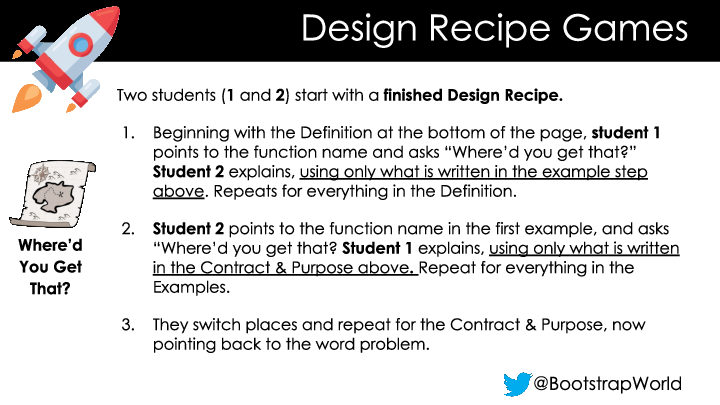 Design Recipe Games
Two students (1 and 2) start with a finished Design Recipe.
1. Beginning with the Definition at the bottom of the page, student 1
points to the function name and asks “Where’d you get that?”
Student 2 explains, using only what is written in the example step
above. Repeats for everything in the Definition.
Where’d
You Get
That?
2. Student 2 points to the function name in the first example, and asks
“Where’d you get that? Student 1 explains, using only what is written
in the Contract & Purpose above. Repeat for everything in the
Examples.
3. They switch places and repeat for the Contract & Purpose, now
pointing back to the word problem.
@BootstrapWorld